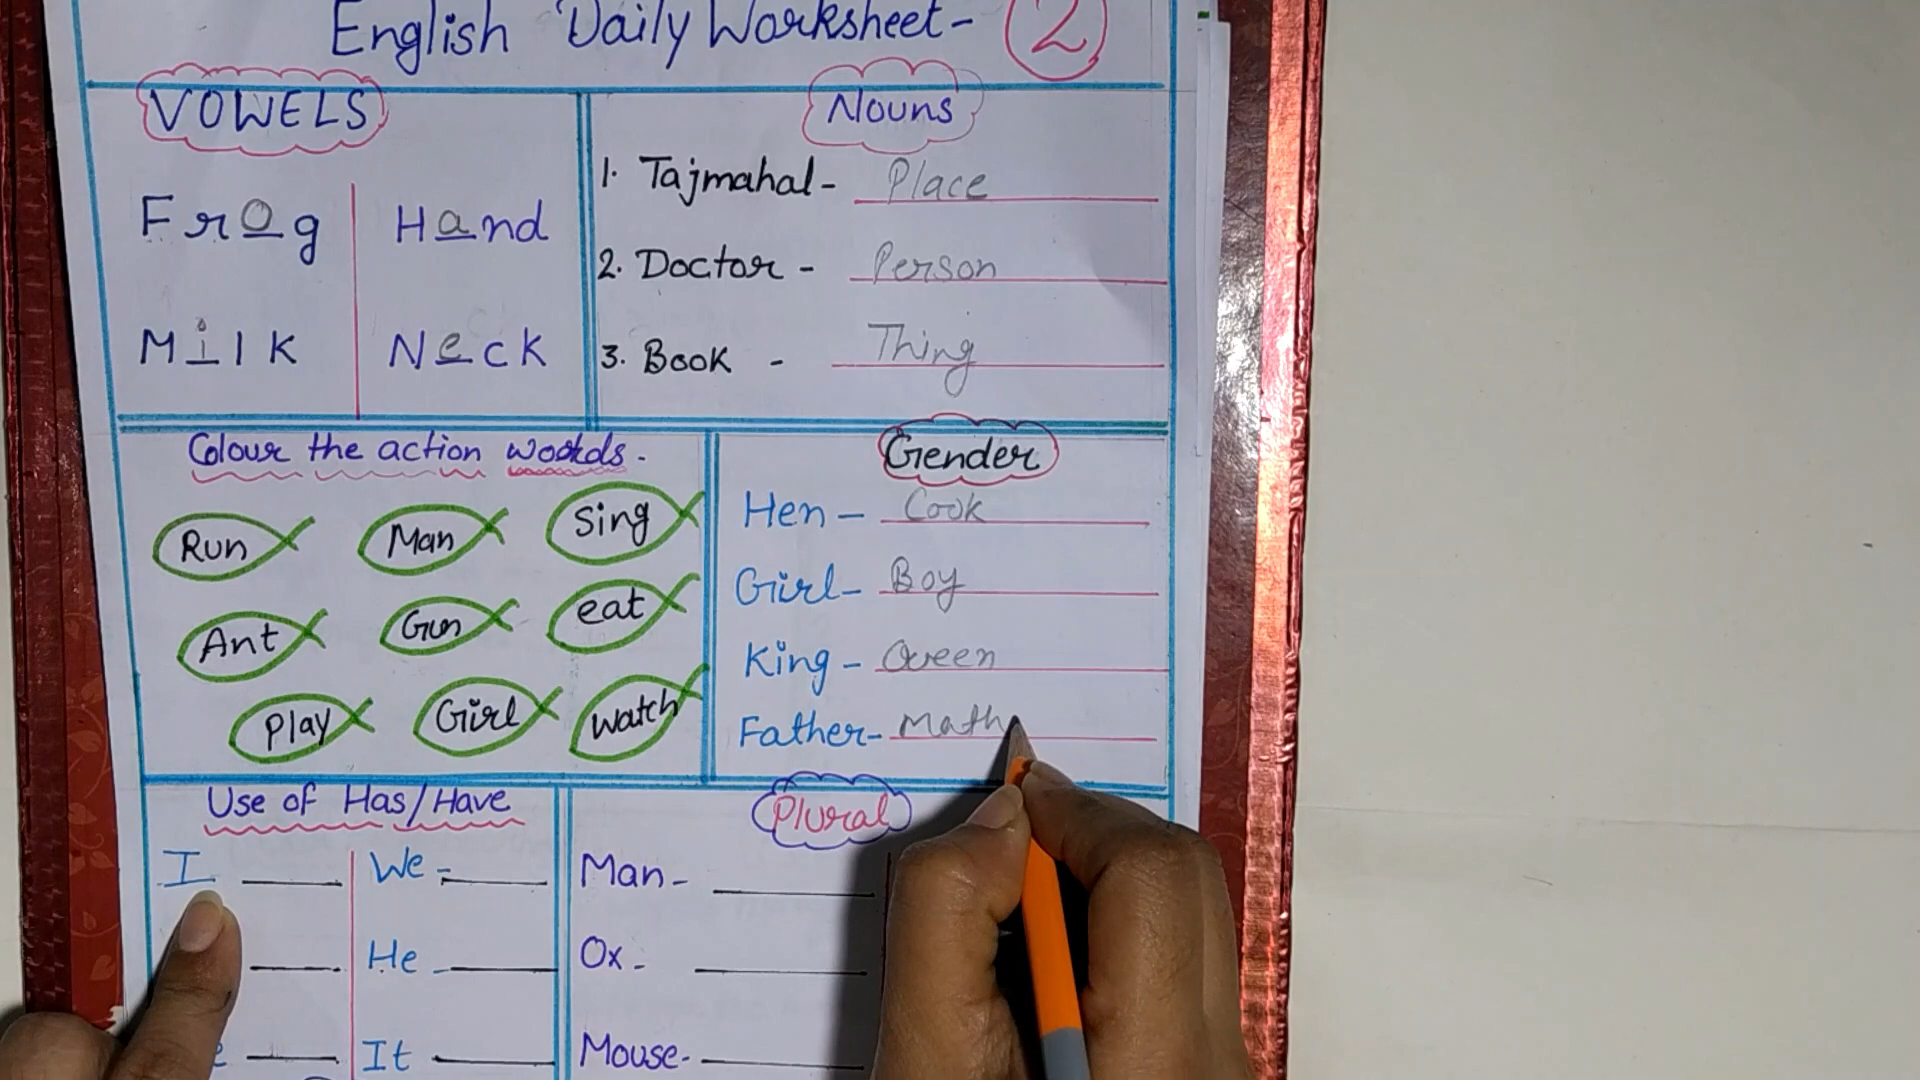 English Daily Worksheet- 2
VOWELS
Frog
Hand
Milk
Neck
Nouns
1. Tajmahal- Place
2. Doctor - Person
3. Book - Thing
Colour the action words.
Run
Man
Sing
Ant
Gun
eat
Play
Girl
Watch
Gender
Hen - Cook
Girl- Boy
King - Queen
Father- Math
Use of Has/Have
I
We -
He -
It
Plural
Man-
Ox-
Mouse-